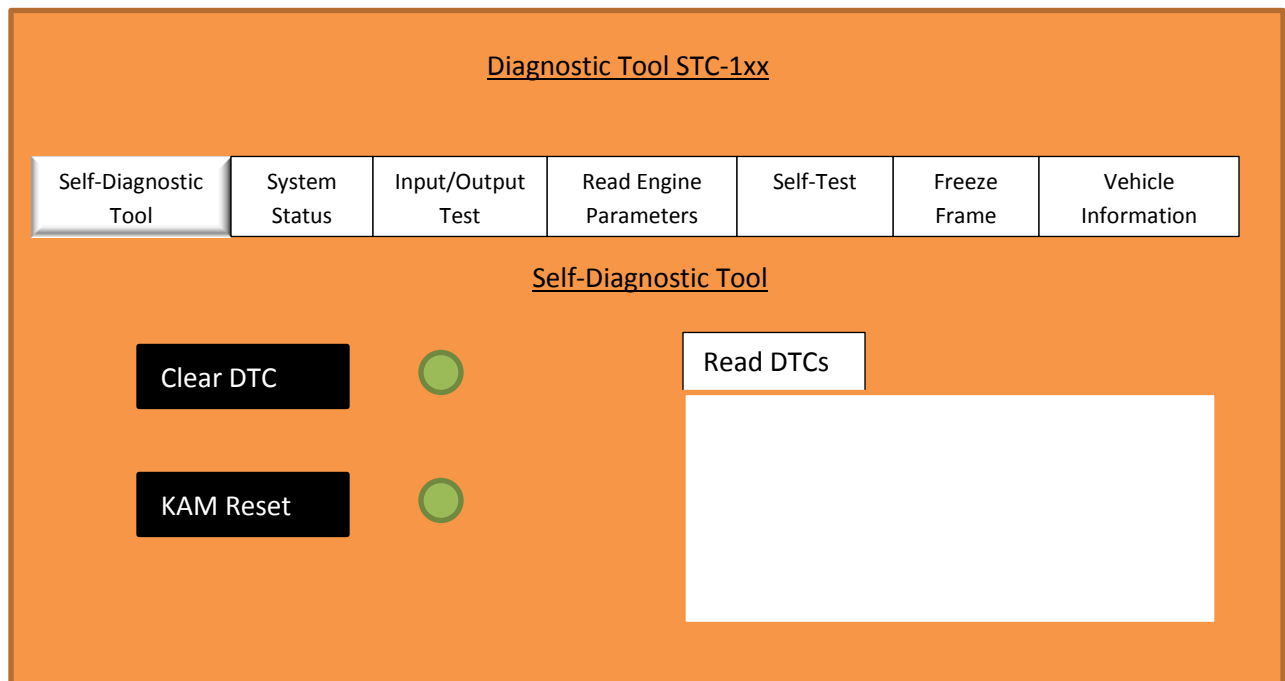 Diagnostic Tool STC-1xx
Self-Diagnostic
Tool
System
Status
Input/Output
Test
Read Engine
Parameters
Self-Test
Freeze
Frame
Vehicle
Information
Self-Diagnostic Tool
Clear DTC
Read DTCs
KAM Reset